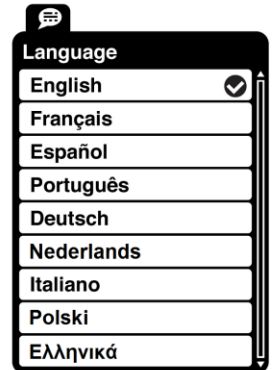 Language
English
Français
Español
Português
Deutsch
Nederlands
Italiano
Polski
Ελληνικά